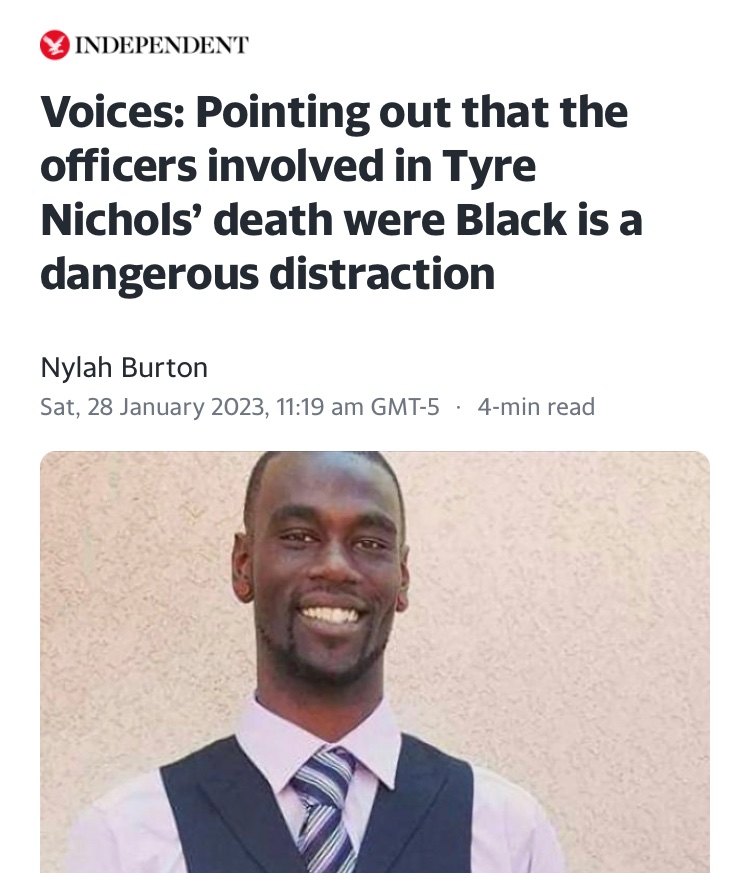 INDEPENDENT
Voices: Pointing out that the
officers involved in Tyre
Nichols’ death were Black is a
dangerous distraction
Nylah Burton
Sat, 28 January 2023, 11:19 am GMT-5 · 4-min read